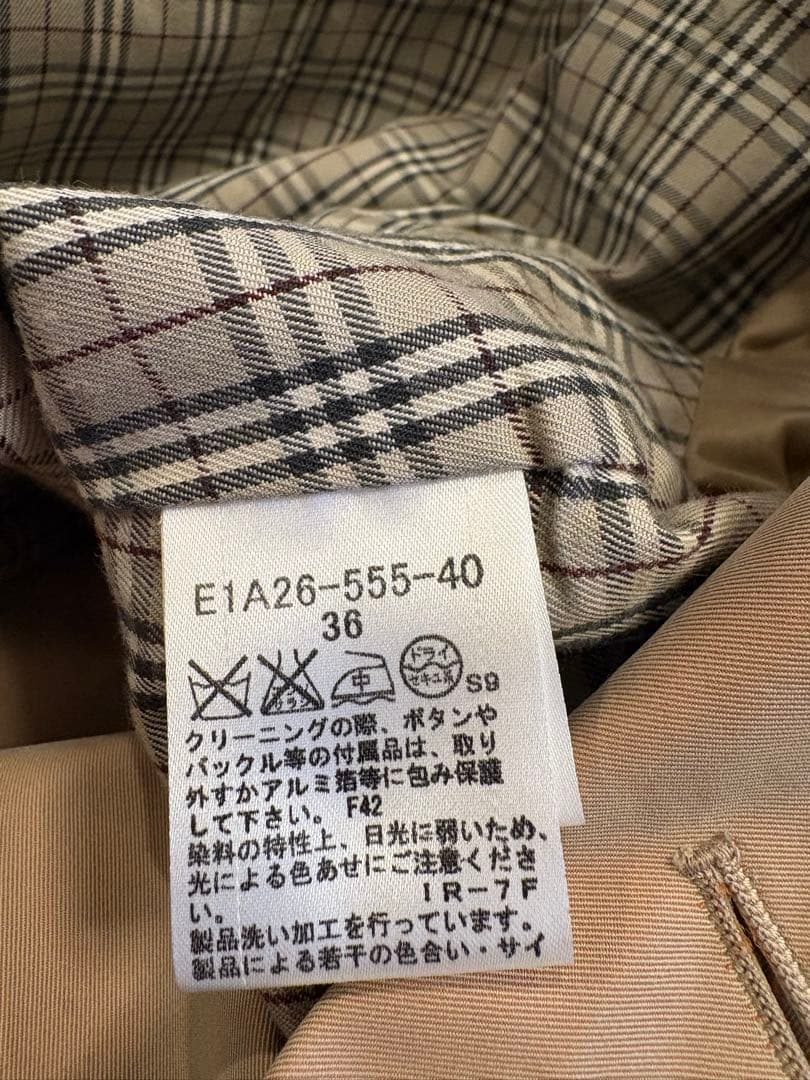 E1A26-555-40
36
中 ドライ
セキユ系 S9
クリーニングの際、ボタンや
バックル等の付属品は、取り
外すかアルミ箔等に包み保護
して下さい。 F42
染料の特性上、日光に弱いため、
光による色あせにご注意くださ
い。 IR-7F
製品洗い加工を行っています。
製品による若干の色合い・サイ